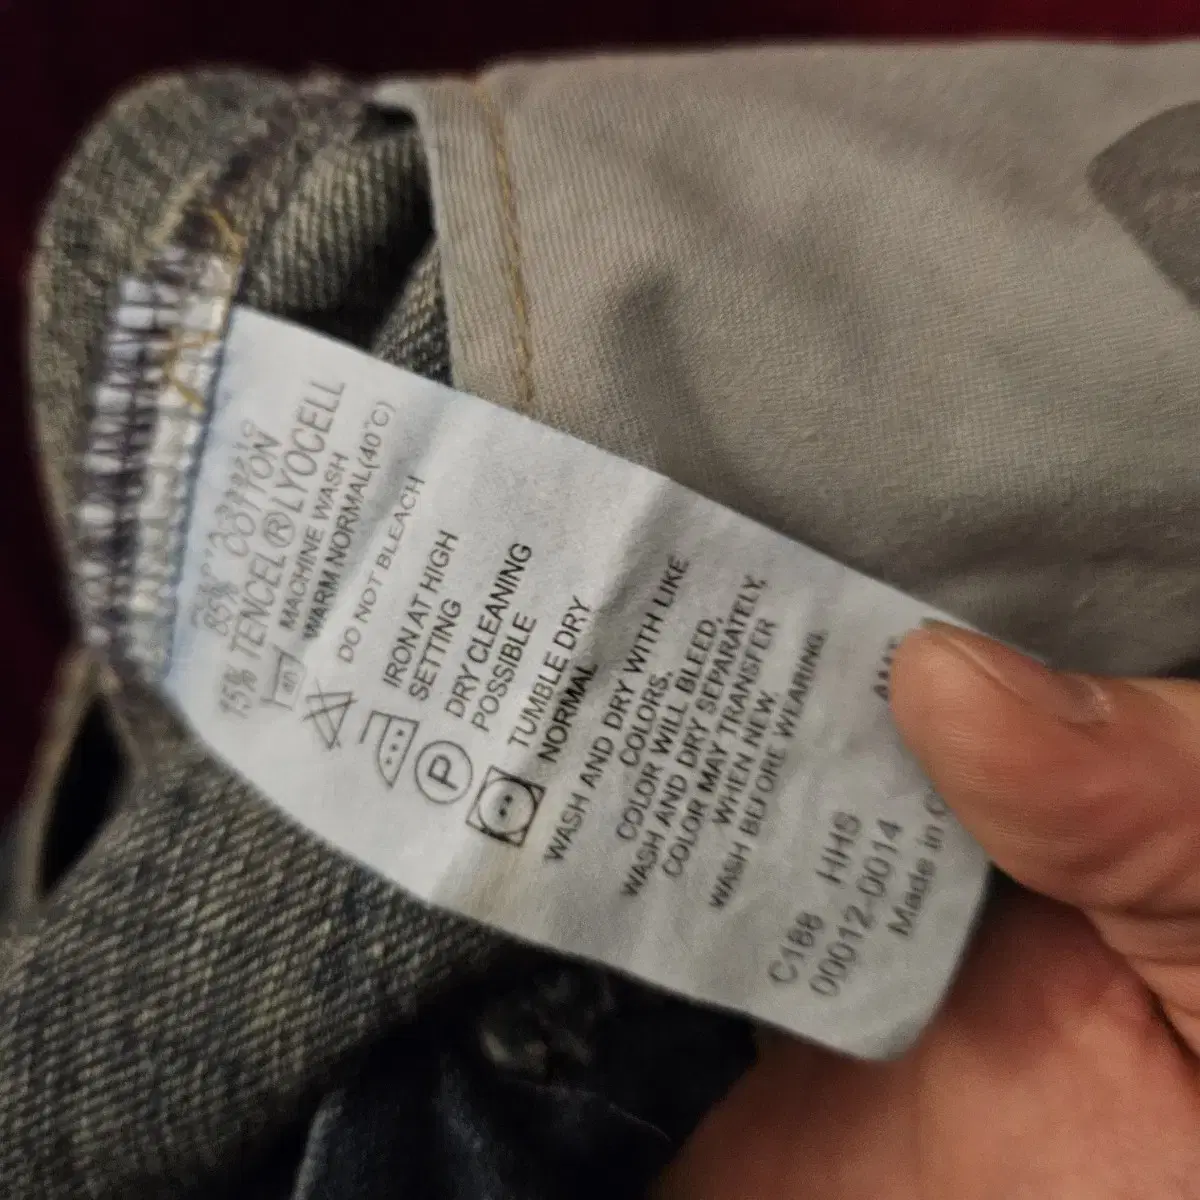 85% COTTON
15% TENCEL®LYOCELL
40
MACHINE WASH
WARM NORMAL(40°C)
DO NOT BLEACH
IRON AT HIGH
SETTING
P
DRY CLEANING
POSSIBLE
TUMBLE DRY
NORMAL
WASH AND DRY WITH LIKE
COLORS.
COLOR WILL BLEED,
WASH AND DRY SEPARATELY,
COLOR MAY TRANSFER
WHEN NEW.
WASH BEFORE WEARING.
C188 HHS
00012-0014
Made in